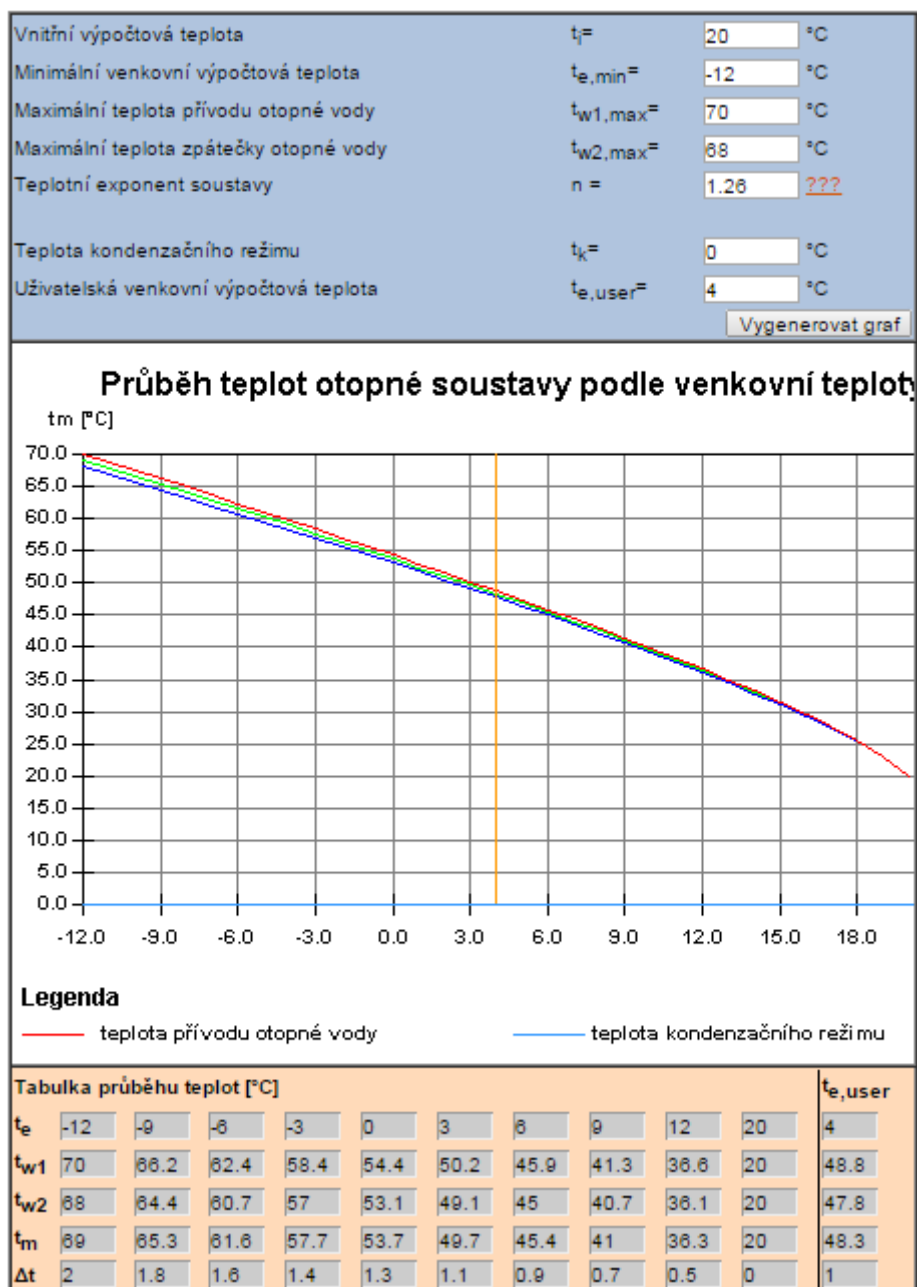 Vnitřní výpočtová teplota ti= 20 °C
Minimální venkovní výpočtová teplota te,min= -12 °C
Maximální teplota přívodu otopné vody tw1,max= 70 °C
Maximální teplota zpátečky otopné vody tw2,max= 68 °C
Teplotní exponent soustavy n = 1.26 ???
Teplota kondenzačního režimu tk= 0 °C
Uživatelská venkovní výpočtová teplota te,user= 4 °C
Vygenerovat graf
Průběh teplot otopné soustavy podle venkovní teploty
tm [°C]
70.0
65.0
60.0
55.0
50.0
45.0
40.0
35.0
30.0
25.0
20.0
15.0
10.0
5.0
0.0
-12.0 -9.0 -6.0 -3.0 0.0 3.0 6.0 9.0 12.0 15.0 18.0
Legenda
teplota přívodu otopné vody teplota kondenzačního režimu
Tabulka průběhu teplot [°C] te,user
te -12 -9 -6 -3 0 3 6 9 12 20 4
tw1 70 66.2 62.4 58.4 54.4 50.2 45.9 41.3 36.6 20 48.8
tw2 68 64.4 60.7 57 53.1 49.1 45 40.7 36.1 20 47.8
tm 69 65.3 61.6 57.7 53.7 49.7 45.4 41 36.3 20 48.3
Δt 2 1.8 1.6 1.4 1.3 1.1 0.9 0.7 0.5 0 1